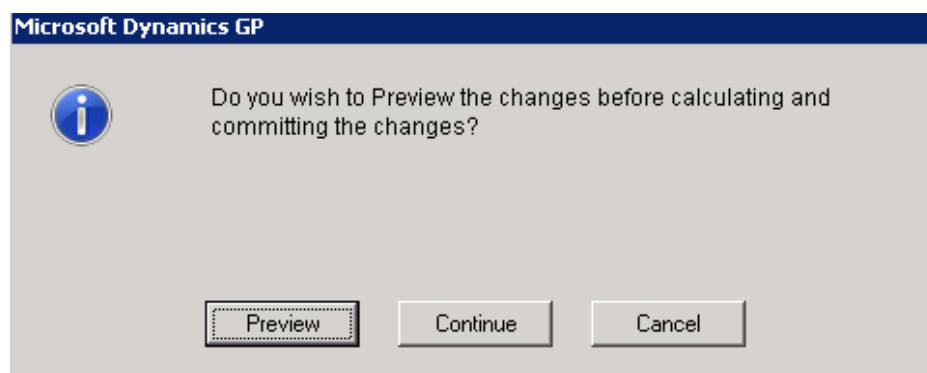 Microsoft Dynamics GP
Do you wish to Preview the changes before calculating and
committing the changes?
Preview Continue Cancel